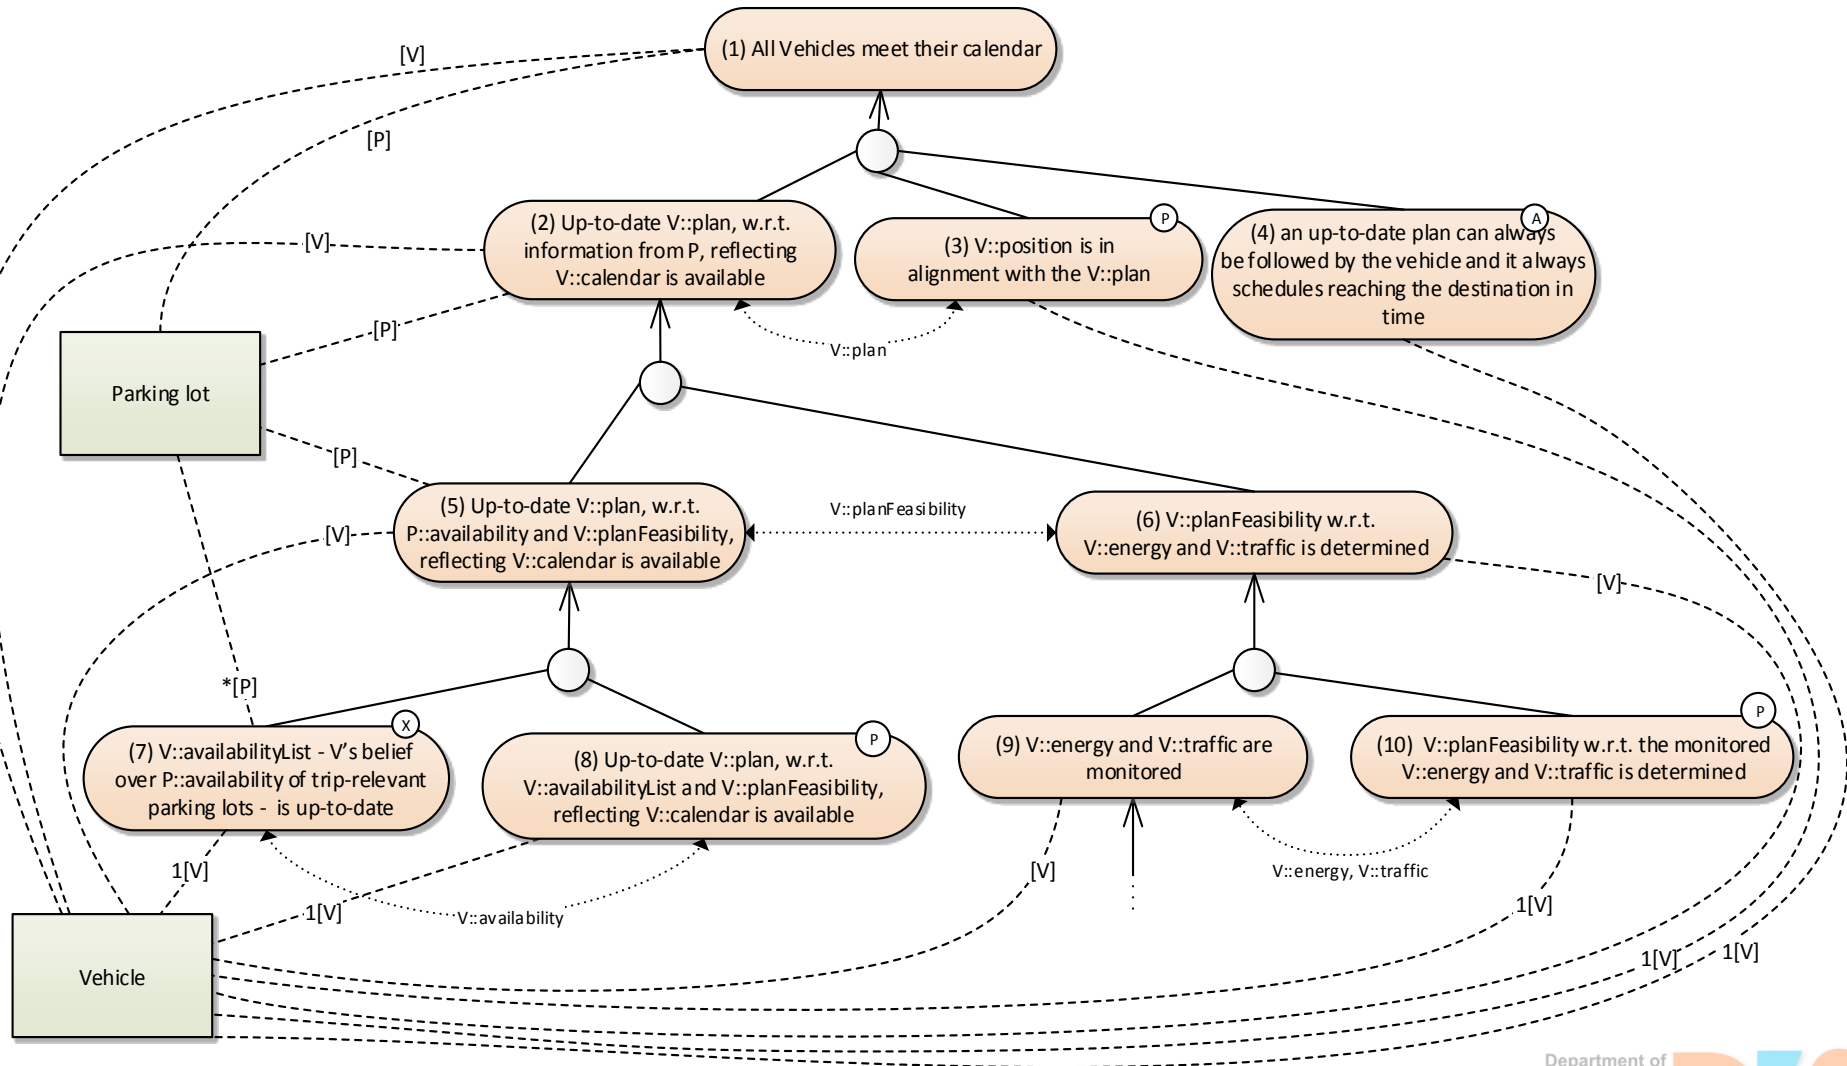 (1) All Vehicles meet their calendar
[V]
[P]
(2) Up-to-date V::plan, w.r.t.
information from P, reflecting
V::calendar is available
P
(3) V::position is in
alignment with the V::plan
A
(4) an up-to-date plan can always
be followed by the vehicle and it always
schedules reaching the destination in
time
[V]
[P]
V::plan
Parking lot
[P]
(5) Up-to-date V::plan, w.r.t.
P::availability and V::planFeasibility,
reflecting V::calendar is available
V::planFeasibility
(6) V::planFeasibility w.r.t.
V::energy and V::traffic is determined
[V]
[V]
*[P]
X
(7) V::availabilityList - V's belief
over P::availability of trip-relevant
parking lots - is up-to-date
P
(8) Up-to-date V::plan, w.r.t.
V::availabilityList and V::planFeasibility,
reflecting V::calendar is available
(9) V::energy and V::traffic are
monitored
P
(10) V::planFeasibility w.r.t. the monitored
V::energy and V::traffic is determined
1[V]
1[V]
V::availability
[V]
V::energy, V::traffic
1[V]
1[V]
1[V]
Vehicle
Department of